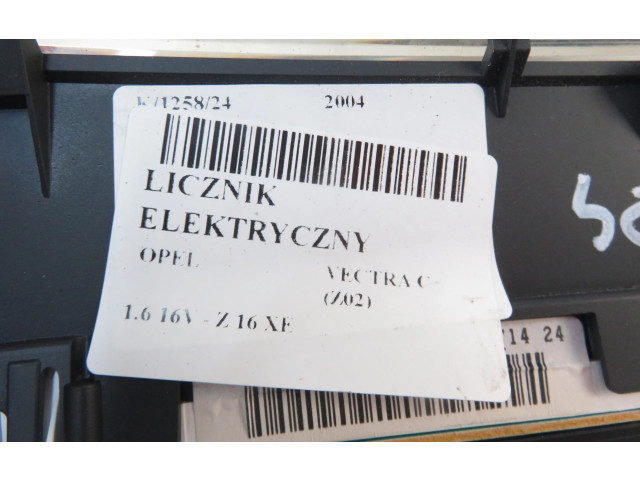 K/1258/24 2004
LICZNIK
ELEKTRYCZNY
OPEL VECTRA C
(Z02)
1.6 16V - Z 16 XE
14 24